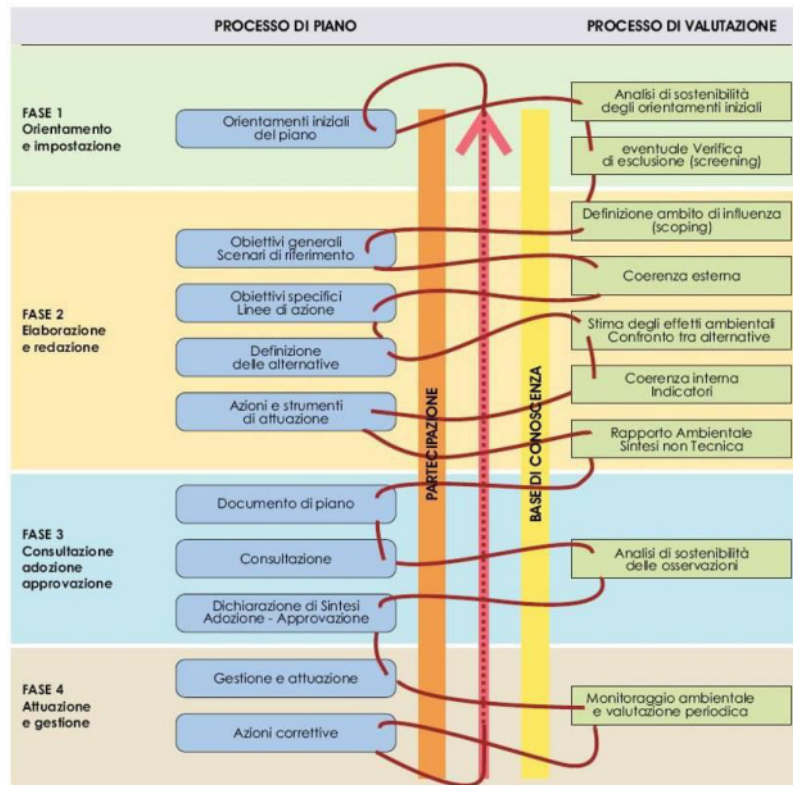 PROCESSO DI PIANO
PROCESSO DI VALUTAZIONE
FASE 1
Orientamento
e impostazione
Orientamenti iniziali
del piano
Analisi di sostenibilità
degli orientamenti iniziali
eventuale Verifica
di esclusione (screening)
FASE 2
Elaborazione
e redazione
Obiettivi generali
Scenari di riferimento
Obiettivi specifici
Linee di azione
Definizione
delle alternative
Azioni e strumenti
di attuazione
PARTECIPAZIONE
BASE DI CONOSCENZA
Definizione ambito di influenza
(scoping)
Coerenza esterna
Stima degli effetti ambientali
Confronto tra alternative
Coerenza interna
Indicatori
Rapporto Ambientale
Sintesi non Tecnica
FASE 3
Consultazione
adozione
approvazione
Documento di piano
Consultazione
Dichiarazione di Sintesi
Adozione - Approvazione
Analisi di sostenibilità
delle osservazioni
FASE 4
Attuazione
e gestione
Gestione e attuazione
Azioni correttive
Monitoraggio ambientale
e valutazione periodica